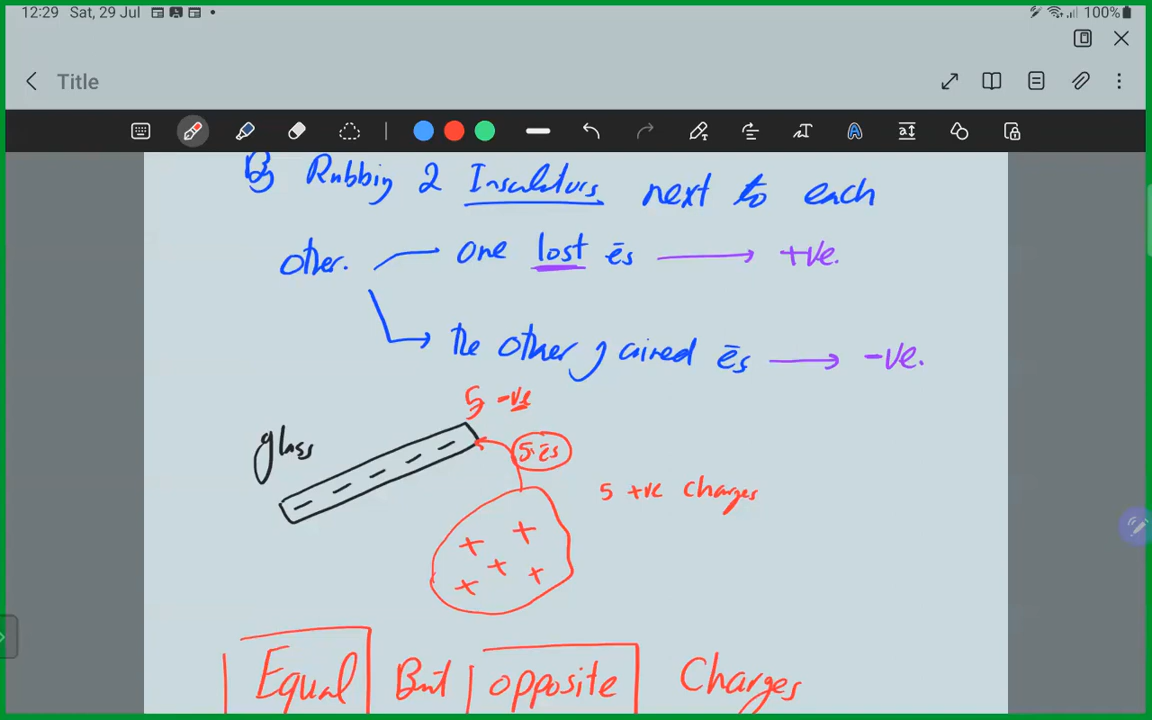 12:29 Sat, 29 Jul
100%
Title
By Rubbing 2 Insulators next to each
other. one lost ēs +ve.
the other gained ēs -ve.
5 -ve
glass
5 ēs
5 +ve charges
Equal But opposite Charges